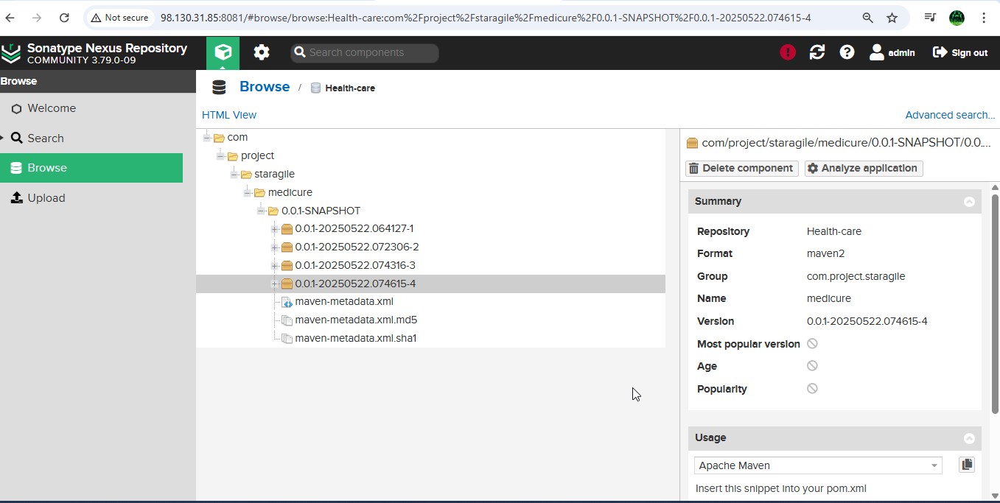 Not secure 98.130.31.85:8081/#browse/browse:Health-care:com%2Fproject%2Fstaragile%2Fmedicure%2F0.0.1-SNAPSHOT%2F0.0.1-20250522.074615-4
Sonatype Nexus Repository
COMMUNITY 3.79.0-09
Search components
admin
Sign out
Browse
Welcome
Search
Browse
Upload
Browse / Health-care
HTML View
Advanced search...
com
project
staragile
medicure
0.0.1-SNAPSHOT
0.0.1-20250522.064127-1
0.0.1-20250522.072306-2
0.0.1-20250522.074316-3
0.0.1-20250522.074615-4
maven-metadata.xml
maven-metadata.xml.md5
maven-metadata.xml.sha1
com/project/staragile/medicure/0.0.1-SNAPSHOT/0.0....
Delete component
Analyze application
Summary
Repository Health-care
Format maven2
Group com.project.staragile
Name medicure
Version 0.0.1-20250522.074615-4
Most popular version
Age
Popularity
Usage
Apache Maven
Insert this snippet into your pom.xml